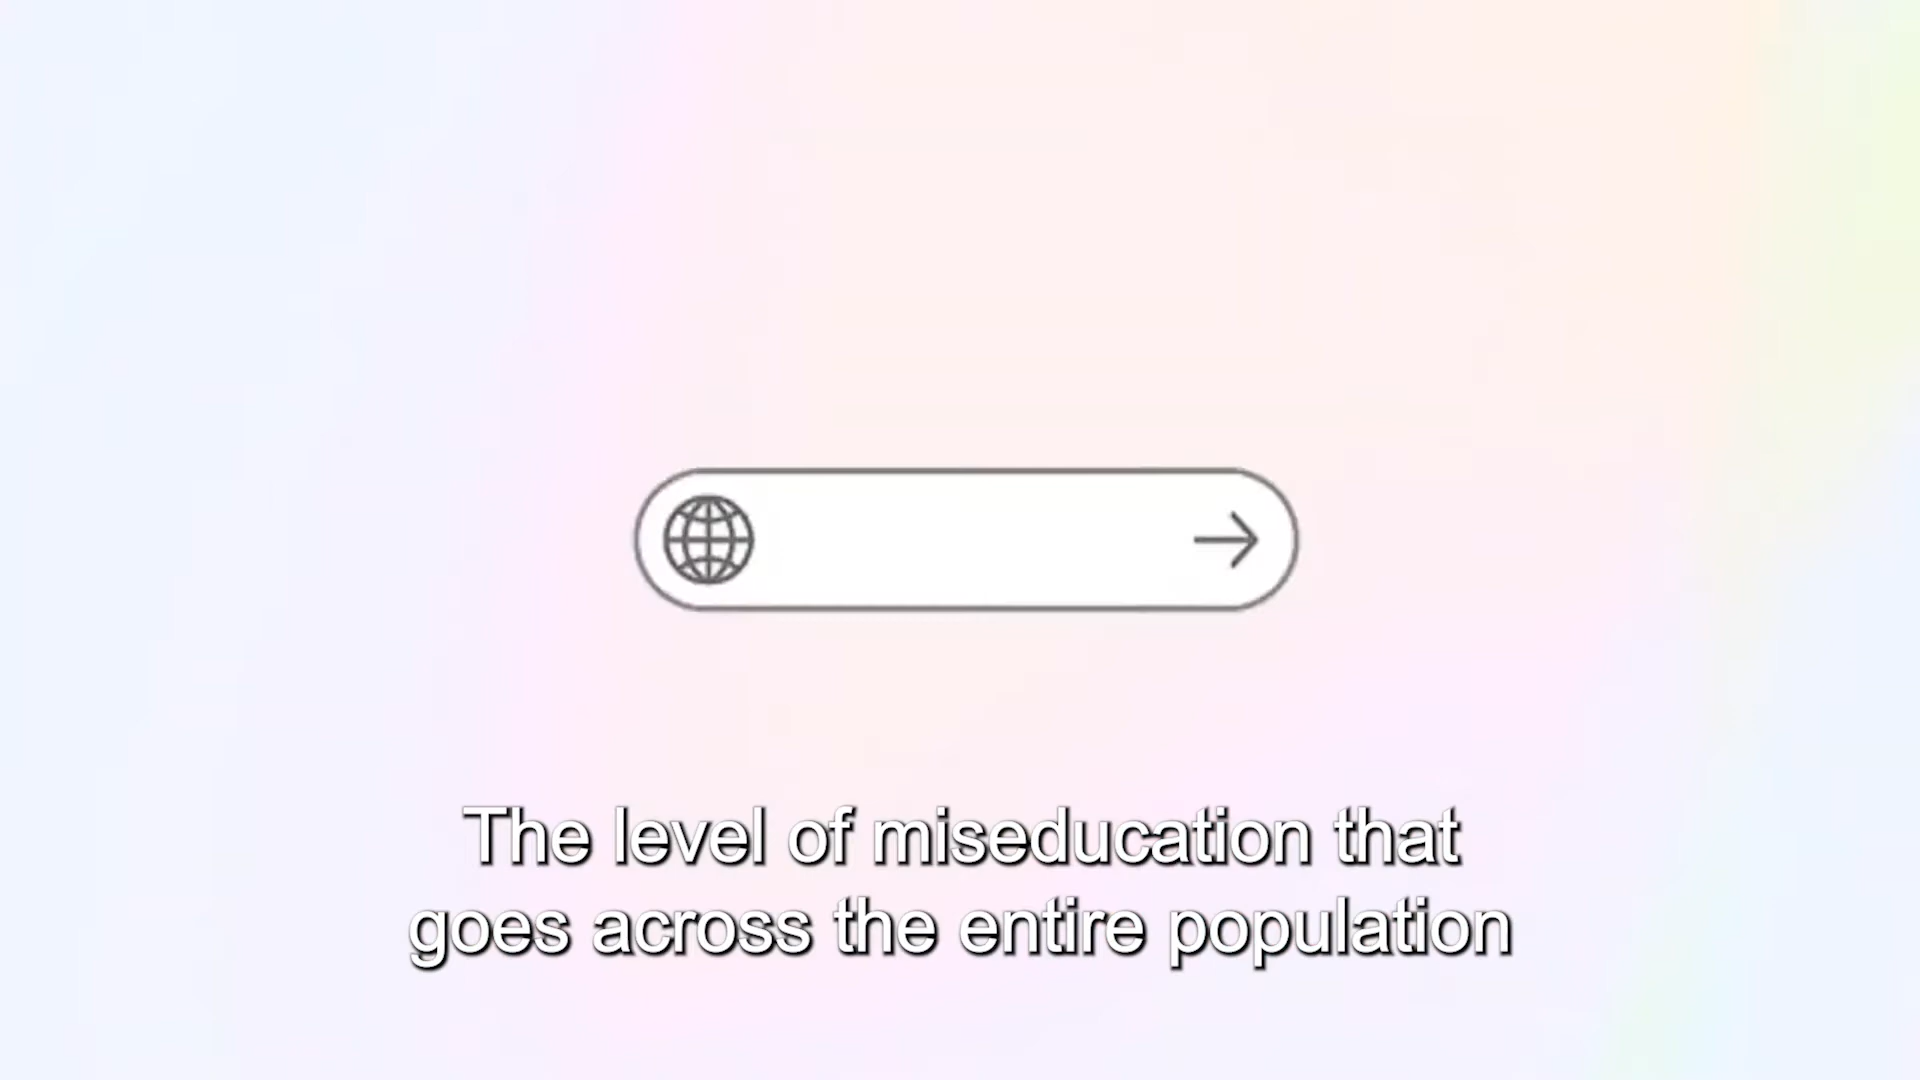 The level of miseducation that
goes across the entire population